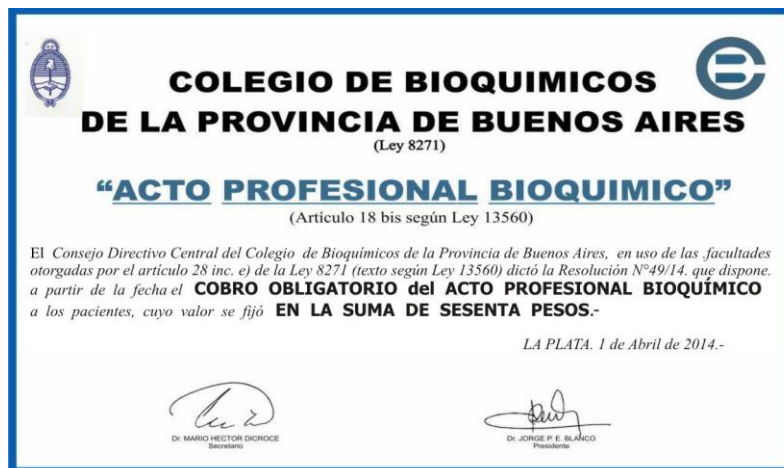 COLEGIO DE BIOQUIMICOS
DE LA PROVINCIA DE BUENOS AIRES
(Ley 8271)
“ACTO PROFESIONAL BIOQUIMICO”
(Artículo 18 bis según Ley 13560)
El Consejo Directivo Central del Colegio de Bioquímicos de la Provincia de Buenos Aires, en uso de las facultades
otorgadas por el artículo 28 inc. e) de la Ley 8271 (texto según Ley 13560) dictó la Resolución N°49/14. que dispone.
a partir de la fecha el COBRO OBLIGATORIO del ACTO PROFESIONAL BIOQUÍMICO
a los pacientes, cuyo valor se fijó EN LA SUMA DE SESENTA PESOS.-
LA PLATA. 1 de Abril de 2014.-
Dr. MARIO HECTOR DICROCE
Secretario
Dr. JORGE P. E. BLANCO
Presidente